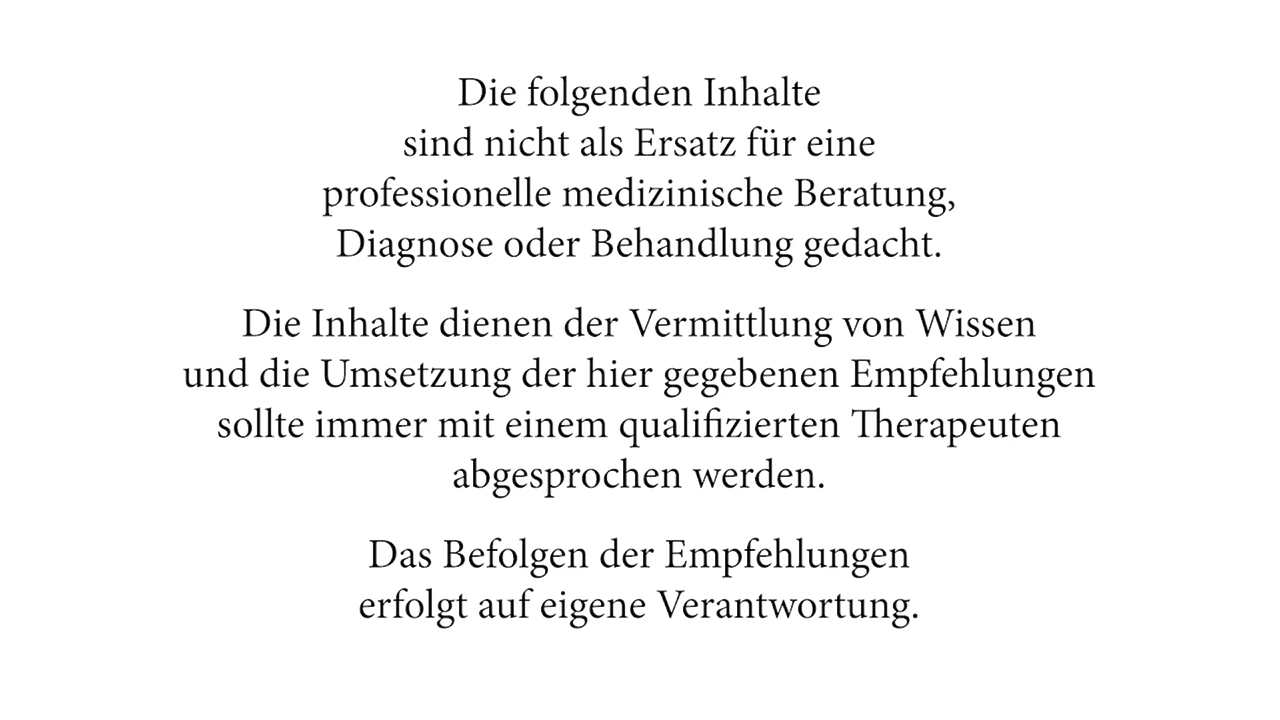 Die folgenden Inhalte
sind nicht als Ersatz für eine
professionelle medizinische Beratung,
Diagnose oder Behandlung gedacht.
Die Inhalte dienen der Vermittlung von Wissen
und die Umsetzung der hier gegebenen Empfehlungen
sollte immer mit einem qualifizierten Therapeuten
abgesprochen werden.
Das Befolgen der Empfehlungen
erfolgt auf eigene Verantwortung.